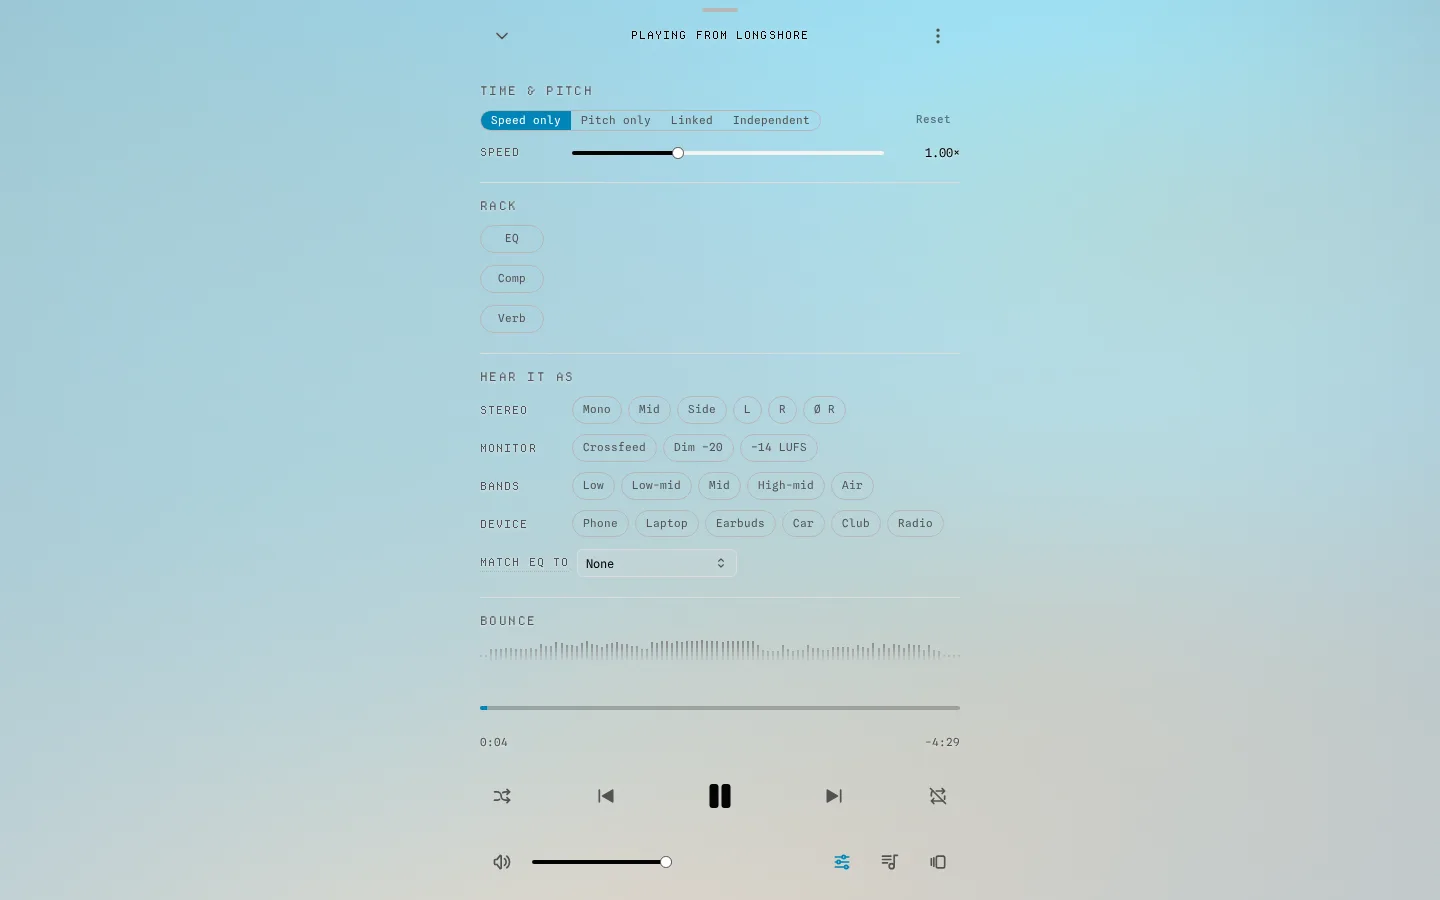 PLAYING FROM LONGSHORE
TIME & PITCH
Speed only Pitch only Linked Independent Reset
SPEED 1.00×
RACK
EQ
Comp
Verb
HEAR IT AS
STEREO Mono Mid Side L R Ø R
MONITOR Crossfeed Dim −20 −14 LUFS
BANDS Low Low-mid Mid High-mid Air
DEVICE Phone Laptop Earbuds Car Club Radio
MATCH EQ TO None
BOUNCE
0:04 -4:29